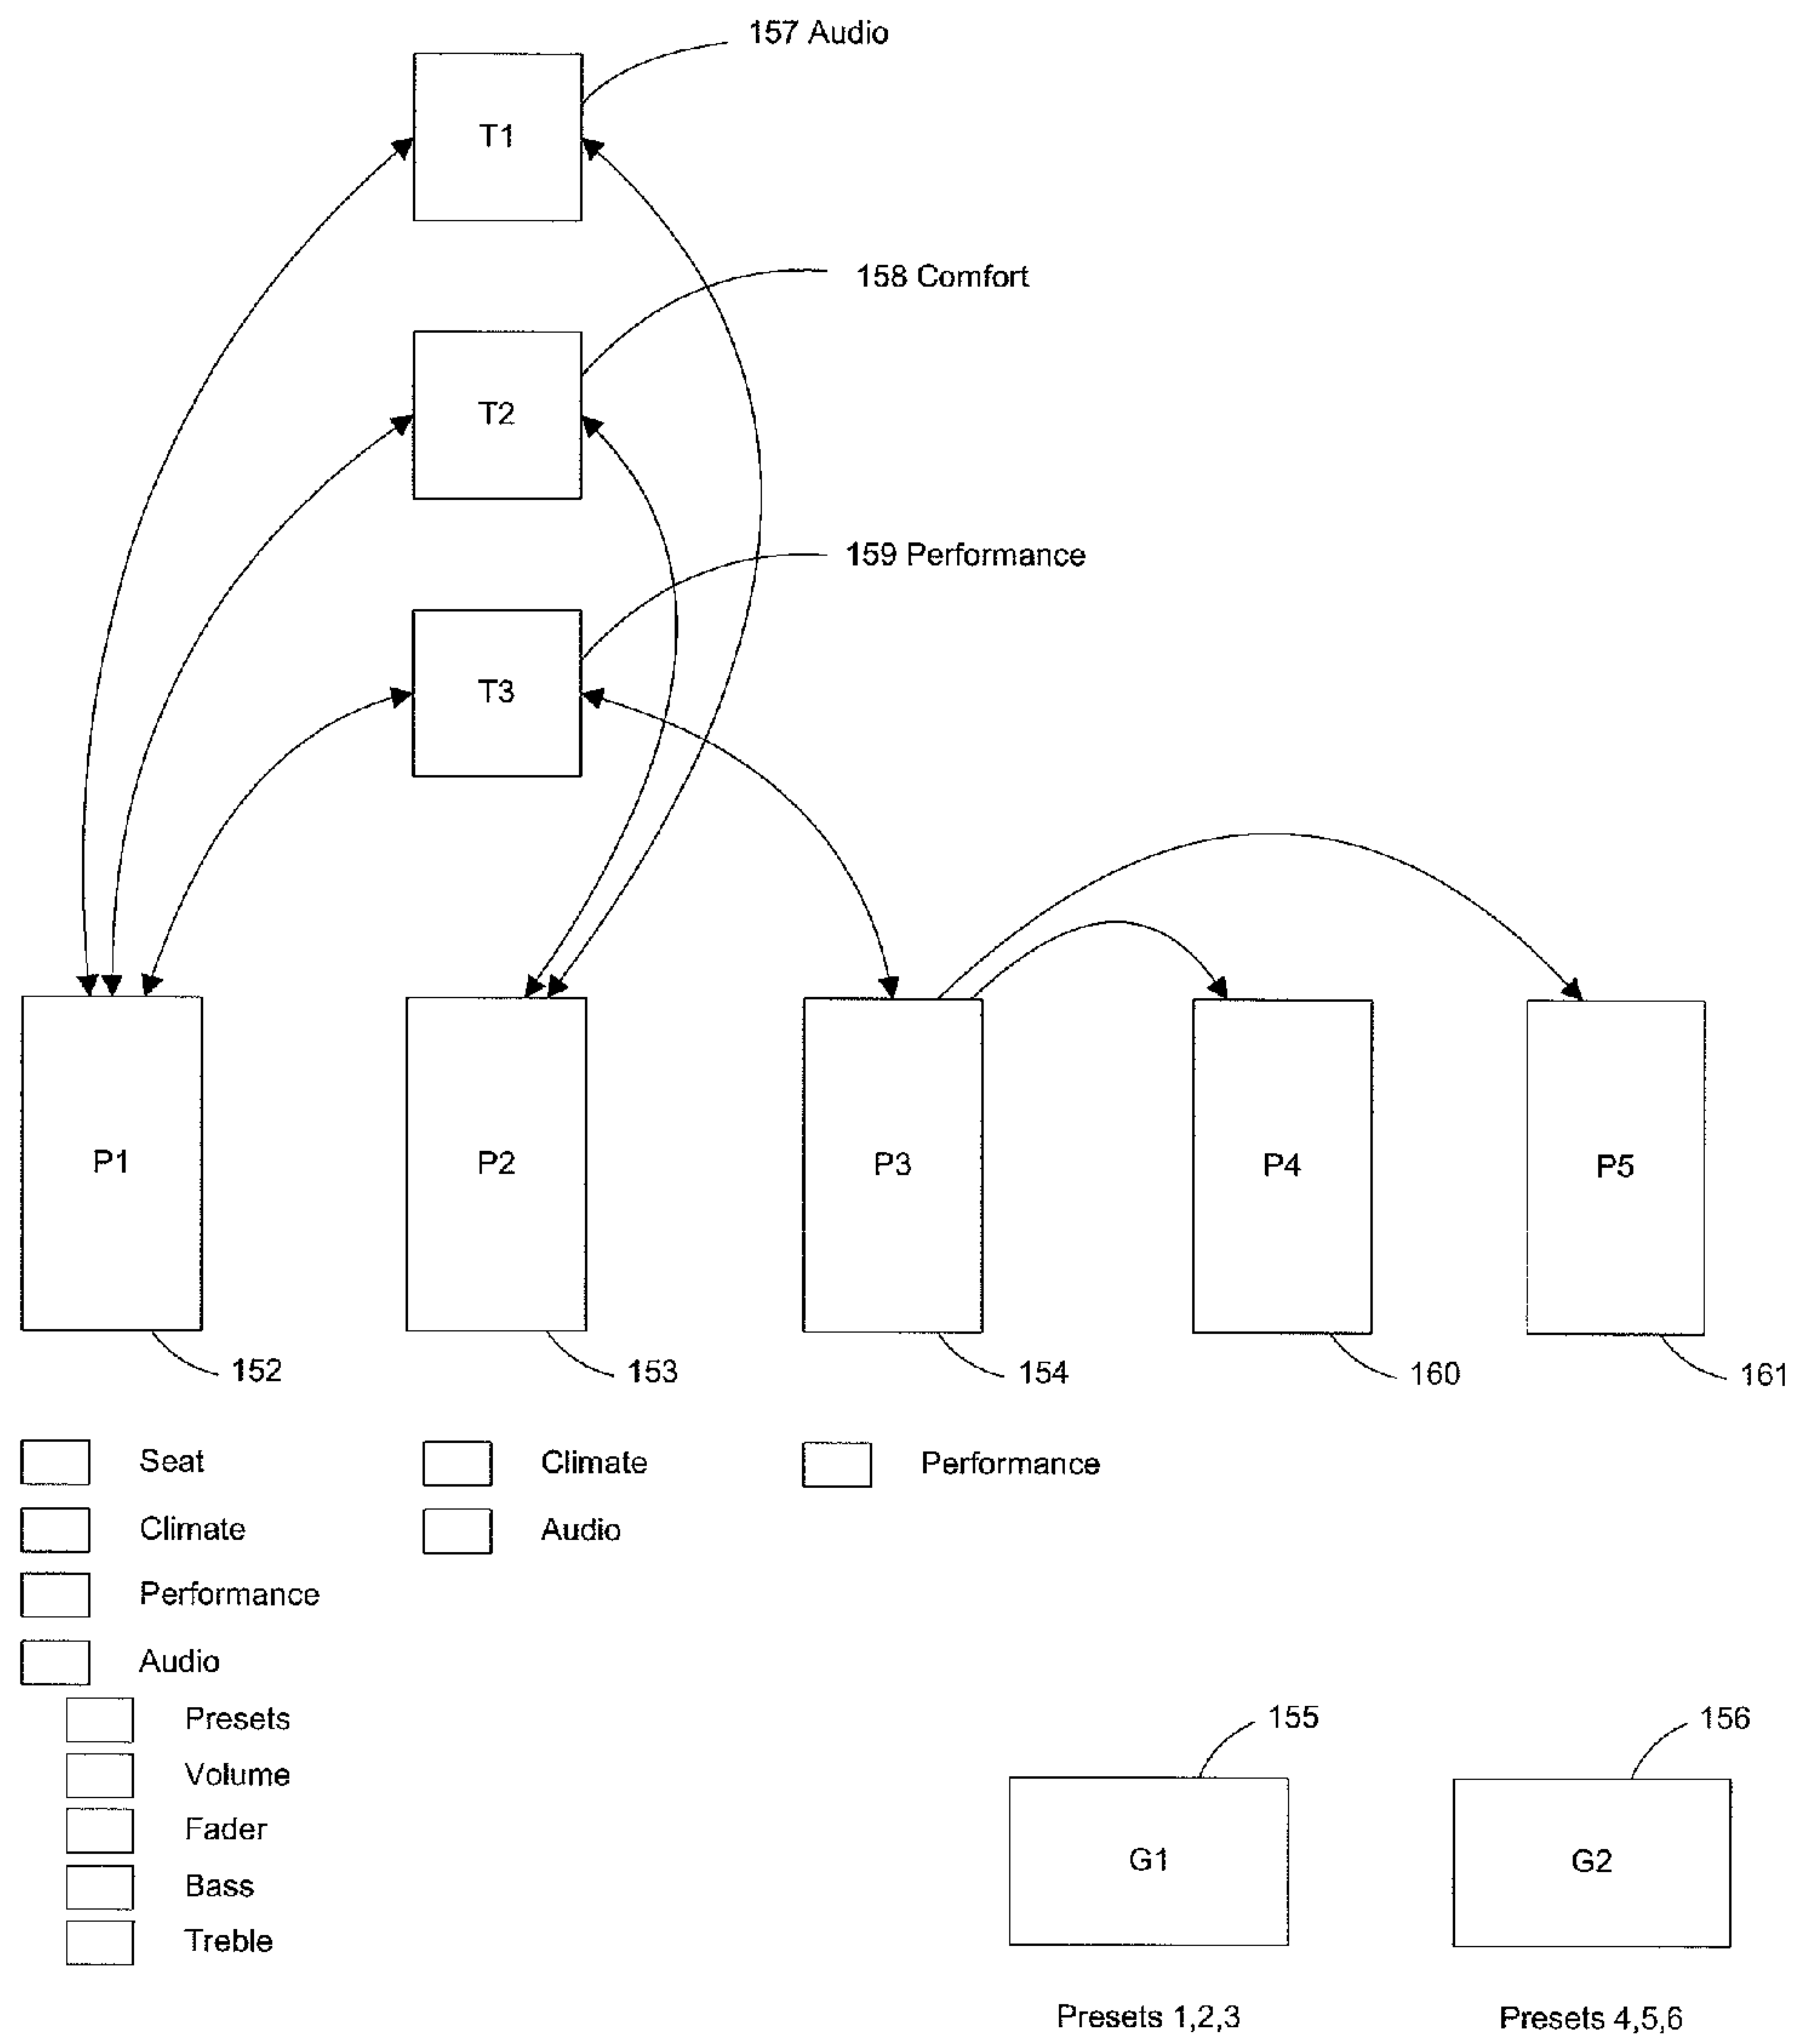 157 Audio
T1
158 Comfort
T2
159 Performance
T3
P1
P2
P3
P4
P5
152
153
154
160
161
Seat
Climate
Performance
Climate
Audio
Performance
Audio
Presets
155
156
Volume
Fader
G1
G2
Bass
Treble
Presets 1,2,3
Presets 4,5,6